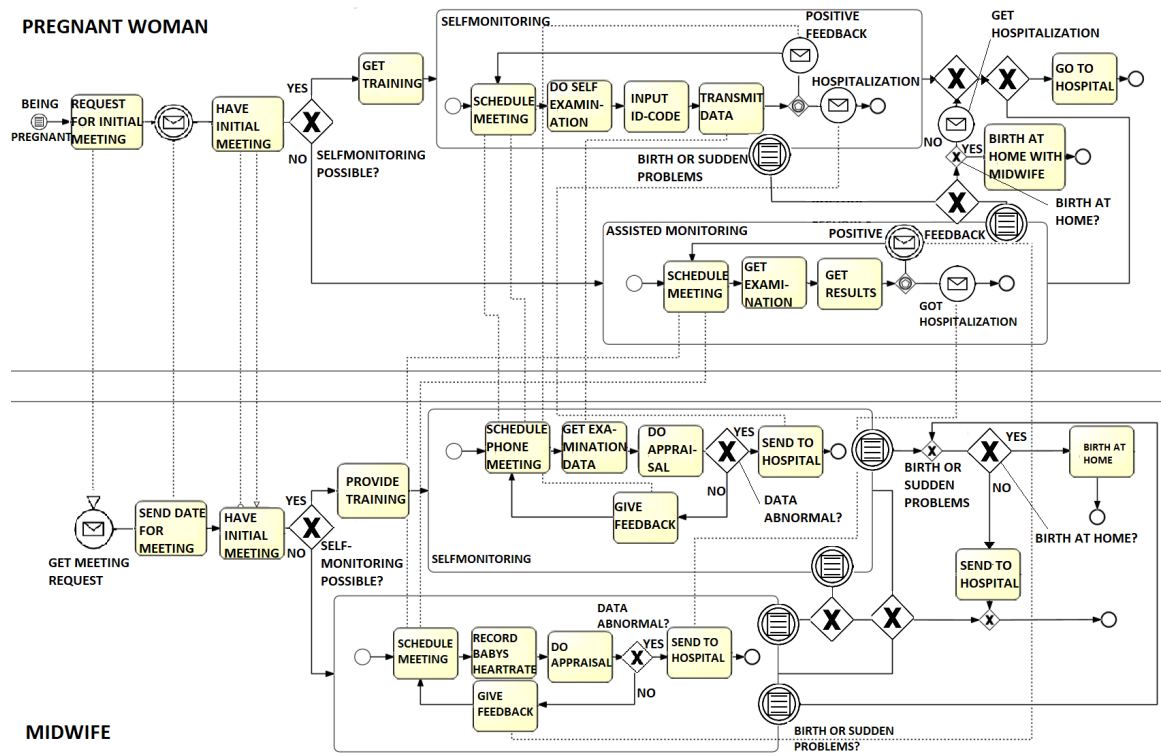 PREGNANT WOMAN
BEING
PREGNANT
REQUEST
FOR INITIAL
MEETING
HAVE
INITIAL
MEETING
YES
NO
SELFMONITORING
POSSIBLE?
GET
TRAINING
SELFMONITORING
SCHEDULE
MEETING
DO SELF
EXAMIN-
ATION
INPUT
ID-CODE
TRANSMIT
DATA
POSITIVE
FEEDBACK
HOSPITALIZATION
BIRTH OR SUDDEN
PROBLEMS
GET
HOSPITALIZATION
GO TO
HOSPITAL
NO
YES
BIRTH AT
HOME WITH
MIDWIFE
BIRTH AT
HOME?
ASSISTED MONITORING
POSITIVE
FEEDBACK
SCHEDULE
MEETING
GET
EXAMI-
NATION
GET
RESULTS
GOT
HOSPITALIZATION
GET MEETING
REQUEST
SEND DATE
FOR
MEETING
HAVE
INITIAL
MEETING
YES
NO
SELF-
MONITORING
POSSIBLE?
PROVIDE
TRAINING
SCHEDULE
PHONE
MEETING
GET EXA-
MINATION
DATA
DO
APPRAI-
SAL
YES
NO
SEND TO
HOSPITAL
DATA
ABNORMAL?
GIVE
FEEDBACK
SELFMONITORING
BIRTH OR
SUDDEN
PROBLEMS
YES
NO
BIRTH AT
HOME
BIRTH AT HOME?
SEND TO
HOSPITAL
SCHEDULE
MEETING
RECORD
BABYS
HEARTRATE
DO
APPRAISAL
DATA
ABNORMAL?
YES
NO
SEND TO
HOSPITAL
GIVE
FEEDBACK
BIRTH OR SUDDEN
PROBLEMS?
MIDWIFE